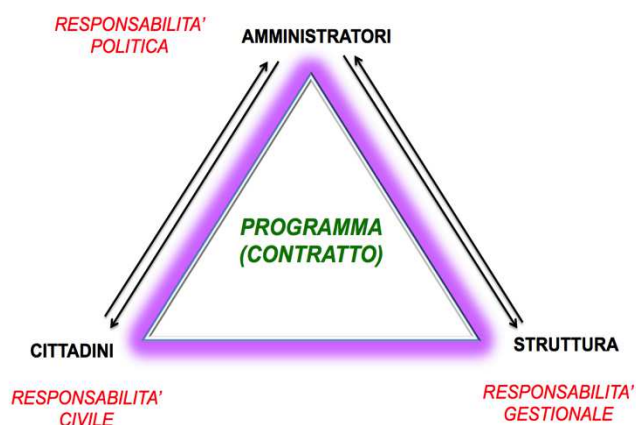 RESPONSABILITA'
POLITICA
AMMINISTRATORI
PROGRAMMA
(CONTRATTO)
CITTADINI
STRUTTURA
RESPONSABILITA'
CIVILE
RESPONSABILITA'
GESTIONALE